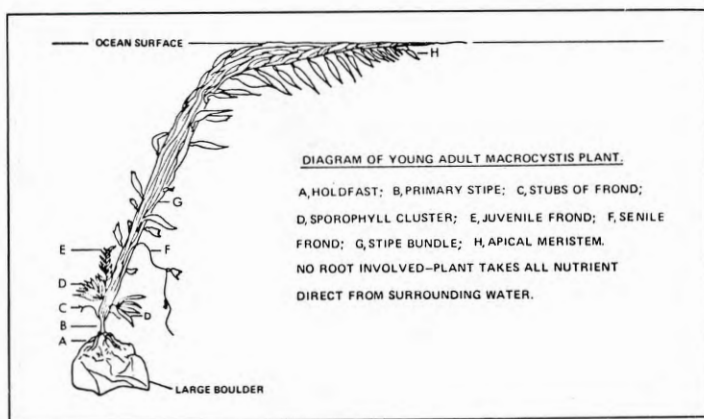 OCEAN SURFACE
H
DIAGRAM OF YOUNG ADULT MACROCYSTIS PLANT.
A, HOLDFAST; B, PRIMARY STIPE; C, STUBS OF FROND;
D, SPOROPHYLL CLUSTER; E, JUVENILE FROND; F, SENILE
FROND; G, STIPE BUNDLE; H, APICAL MERISTEM.
NO ROOT INVOLVED—PLANT TAKES ALL NUTRIENT
DIRECT FROM SURROUNDING WATER.
G
E
F
D
C
D
B
A
LARGE BOULDER